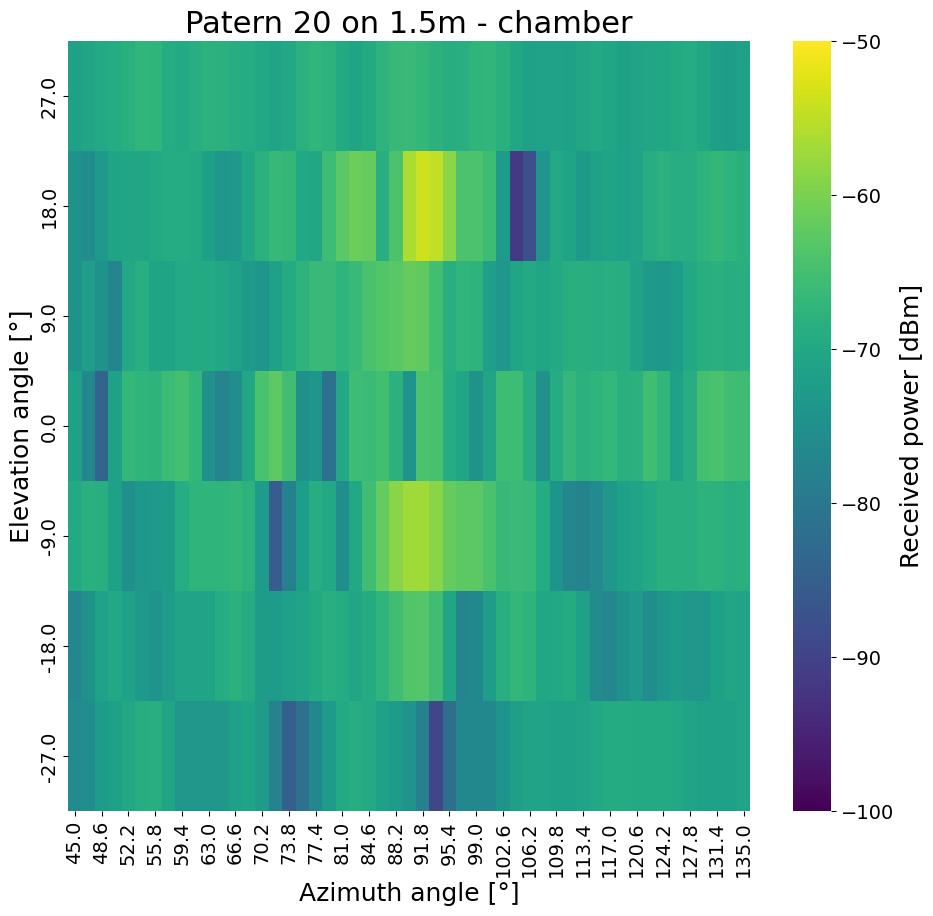 Patern 20 on 1.5m - chamber
Elevation angle [°]
27.0
18.0
9.0
0.0
-9.0
-18.0
-27.0
45.0 48.6 52.2 55.8 59.4 63.0 66.6 70.2 73.8 77.4 81.0 84.6 88.2 91.8 95.4 99.0 102.6 106.2 109.8 113.4 117.0 120.6 124.2 127.8 131.4 135.0
Azimuth angle [°]
−50
−60
−70
−80
−90
−100
Received power [dBm]